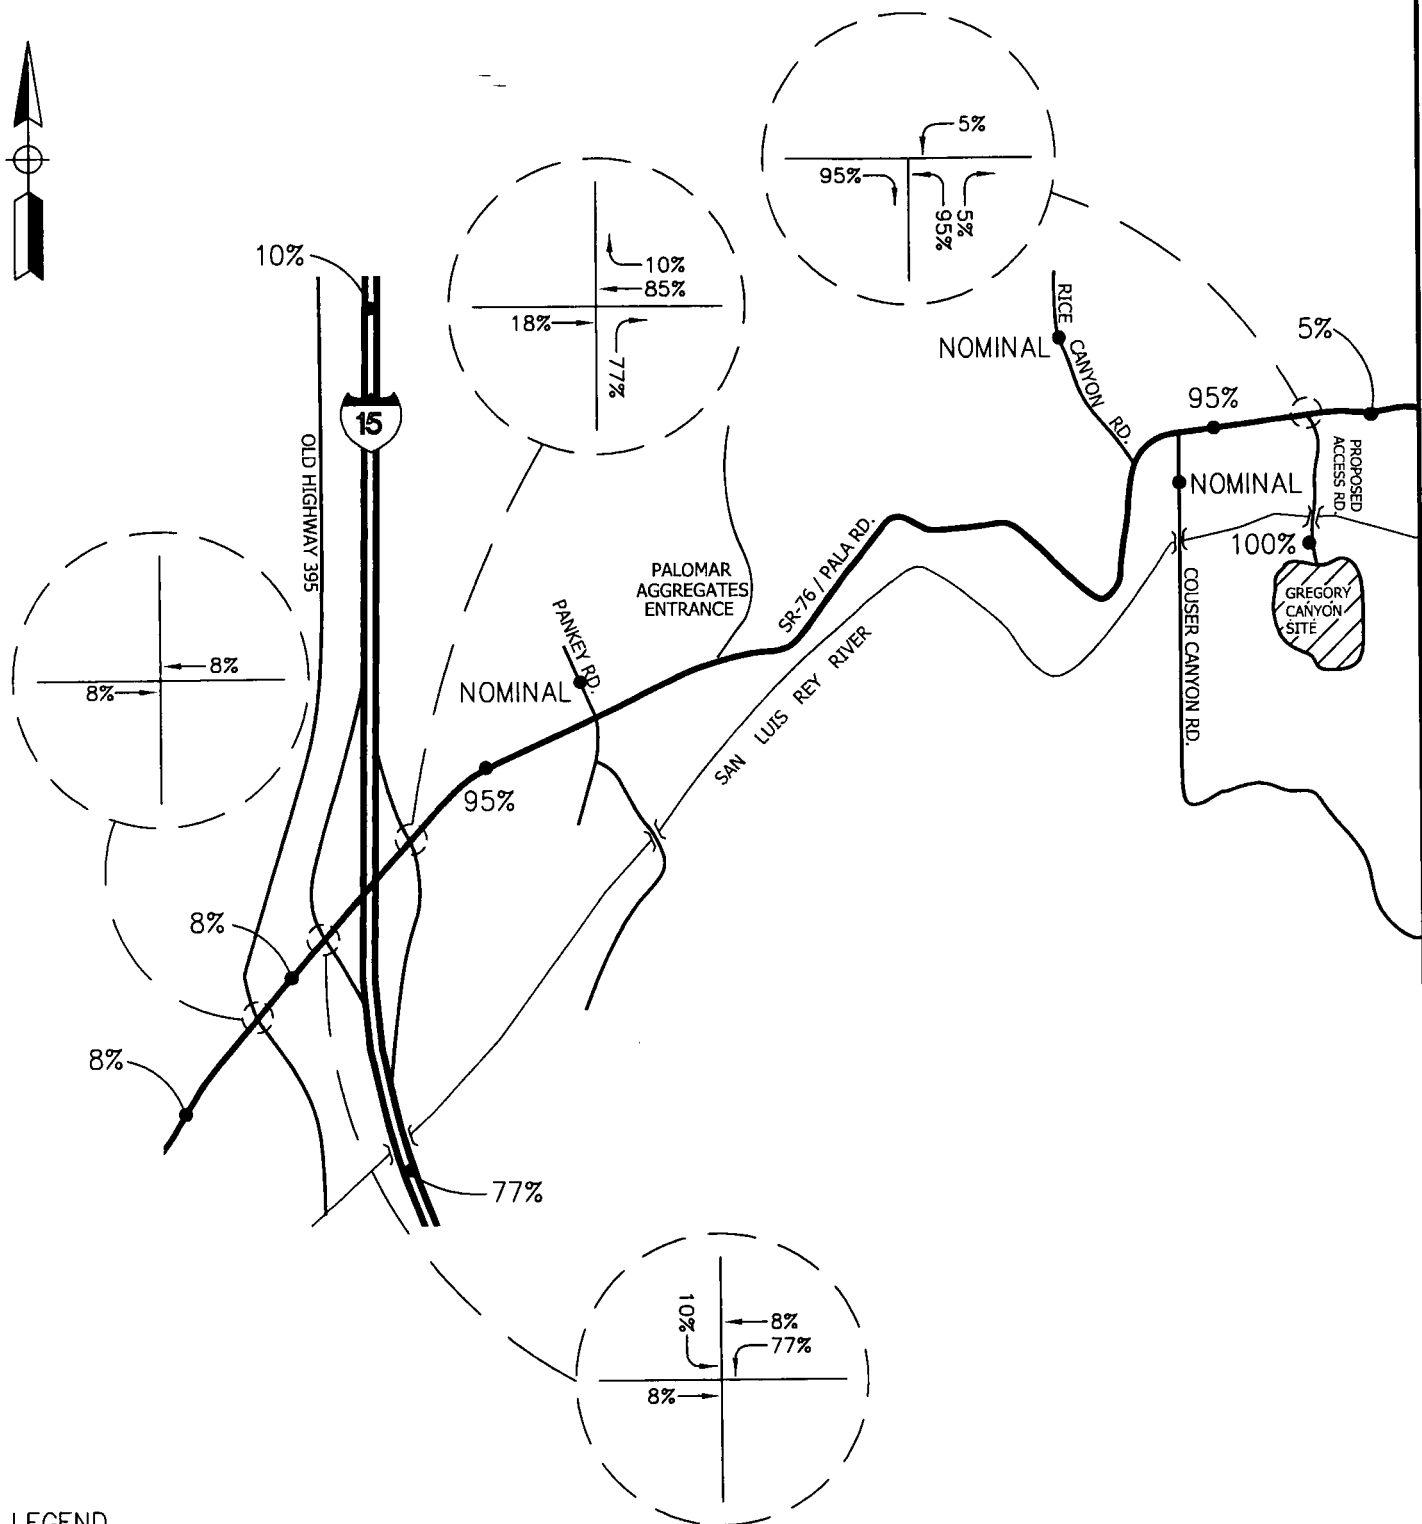 5%
95%
95%
5%
10%
10%
85%
18%
77%
RICE CANYON RD.
NOMINAL
5%
95%
15
OLD HIGHWAY 395
PROPOSED
ACCESS RD.
NOMINAL
100%
PALOMAR
AGGREGATES
ENTRANCE
SR-76 / PALA RD.
GREGORY
CANYON
SITE
COUSER CANYON RD.
PANKEY RD.
NOMINAL
SAN LUIS REY RIVER
8%
8%
95%
8%
8%
77%
10%
8%
77%
8%
LEGEND